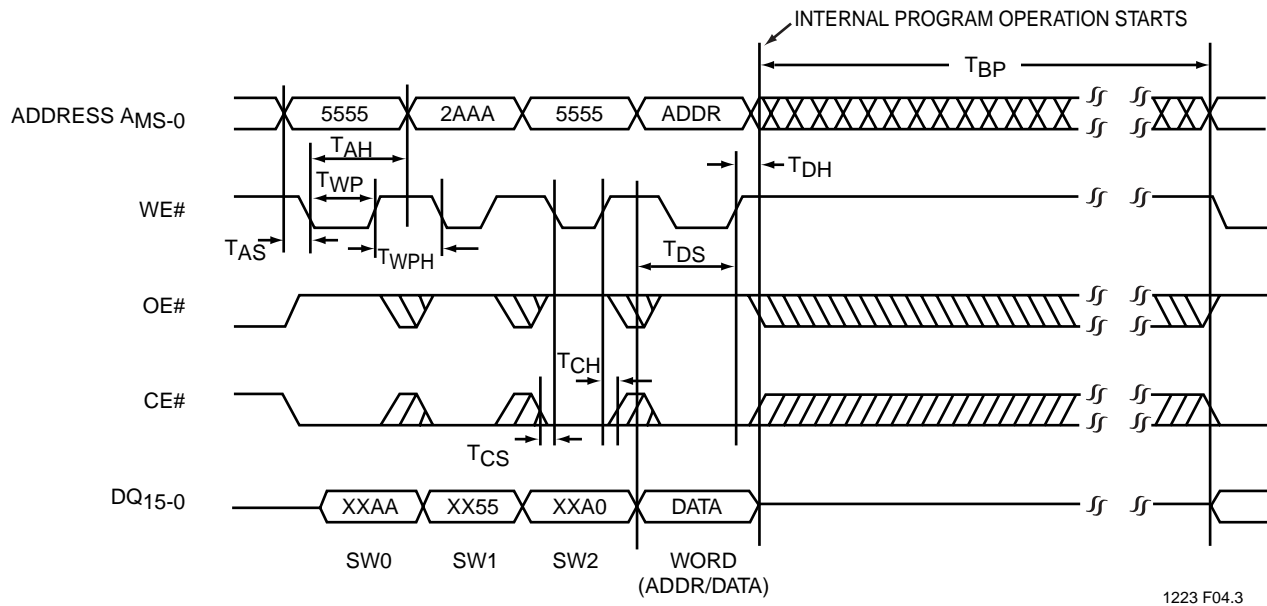 INTERNAL PROGRAM OPERATION STARTS
TBP
ADDRESS AMS-0
5555 2AAA 5555 ADDR
TAH
TDH
TWP
WE#
TAS
TWPH
TDS
OE#
TCH
CE#
TCS
DQ15-0
XXAA XX55 XXA0 DATA
SW0 SW1 SW2 WORD
(ADDR/DATA)
1223 F04.3